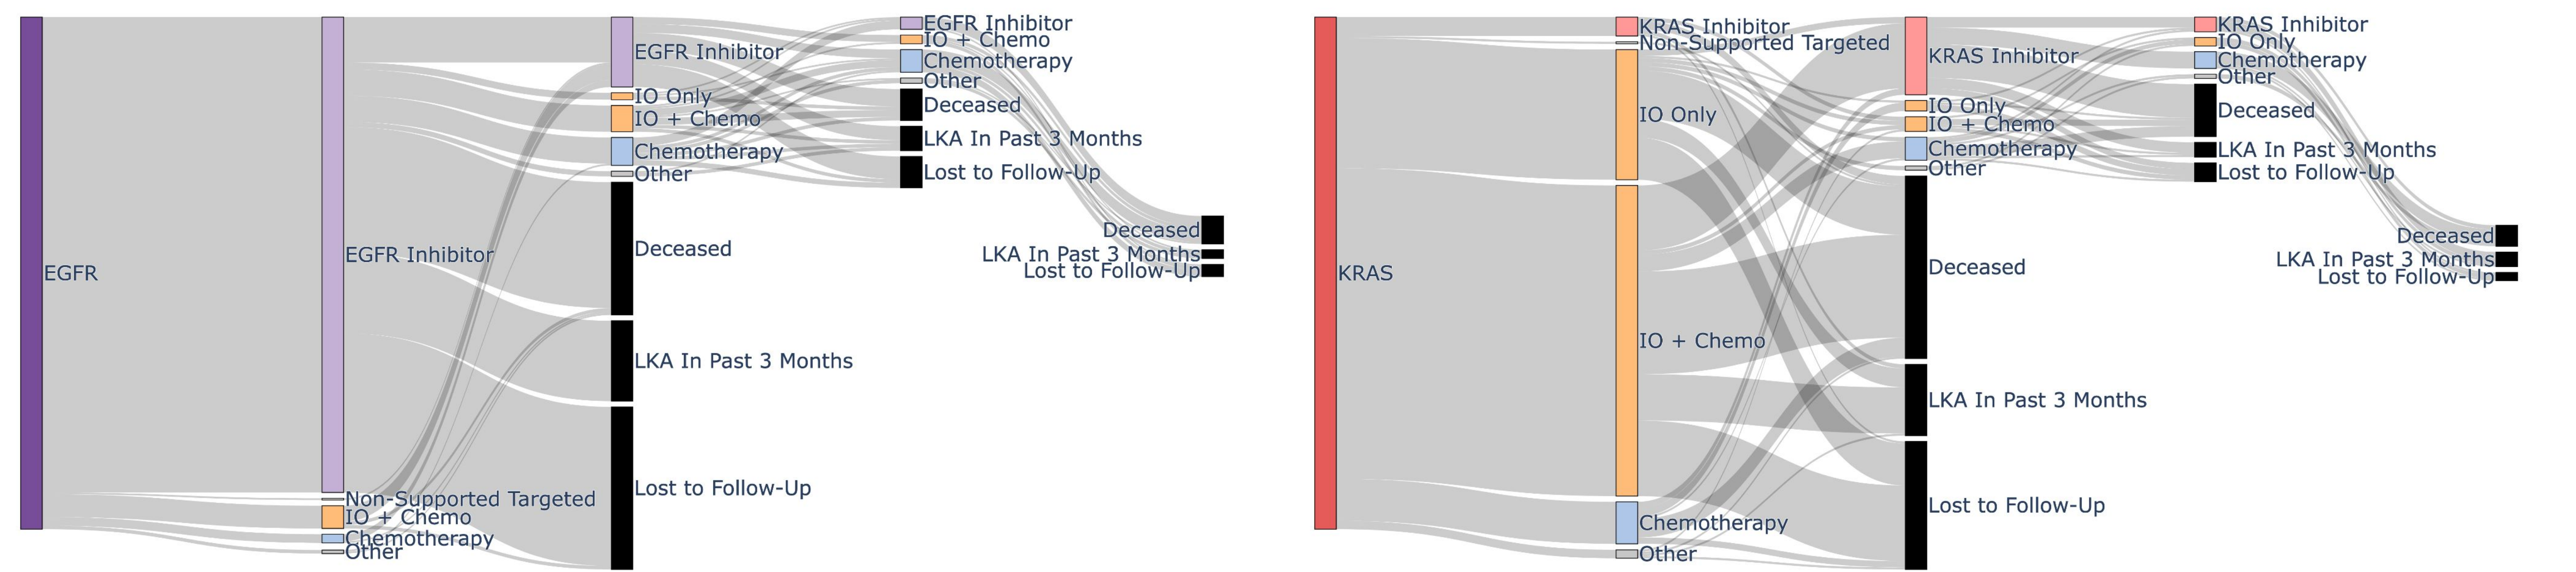 EGFR
EGFR Inhibitor
Non-Supported Targeted
IO + Chemo
Chemotherapy
Other
EGFR Inhibitor
IO Only
IO + Chemo
Chemotherapy
Other
Deceased
LKA In Past 3 Months
Lost to Follow-Up
EGFR Inhibitor
IO + Chemo
Chemotherapy
Other
Deceased
LKA In Past 3 Months
Lost to Follow-Up
Deceased
LKA In Past 3 Months
Lost to Follow-Up
KRAS
KRAS Inhibitor
Non-Supported Targeted
IO Only
IO + Chemo
Chemotherapy
Other
KRAS Inhibitor
IO Only
IO + Chemo
Chemotherapy
Other
Deceased
LKA In Past 3 Months
Lost to Follow-Up
KRAS Inhibitor
IO Only
Chemotherapy
Other
Deceased
LKA In Past 3 Months
Lost to Follow-Up
Deceased
LKA In Past 3 Months
Lost to Follow-Up